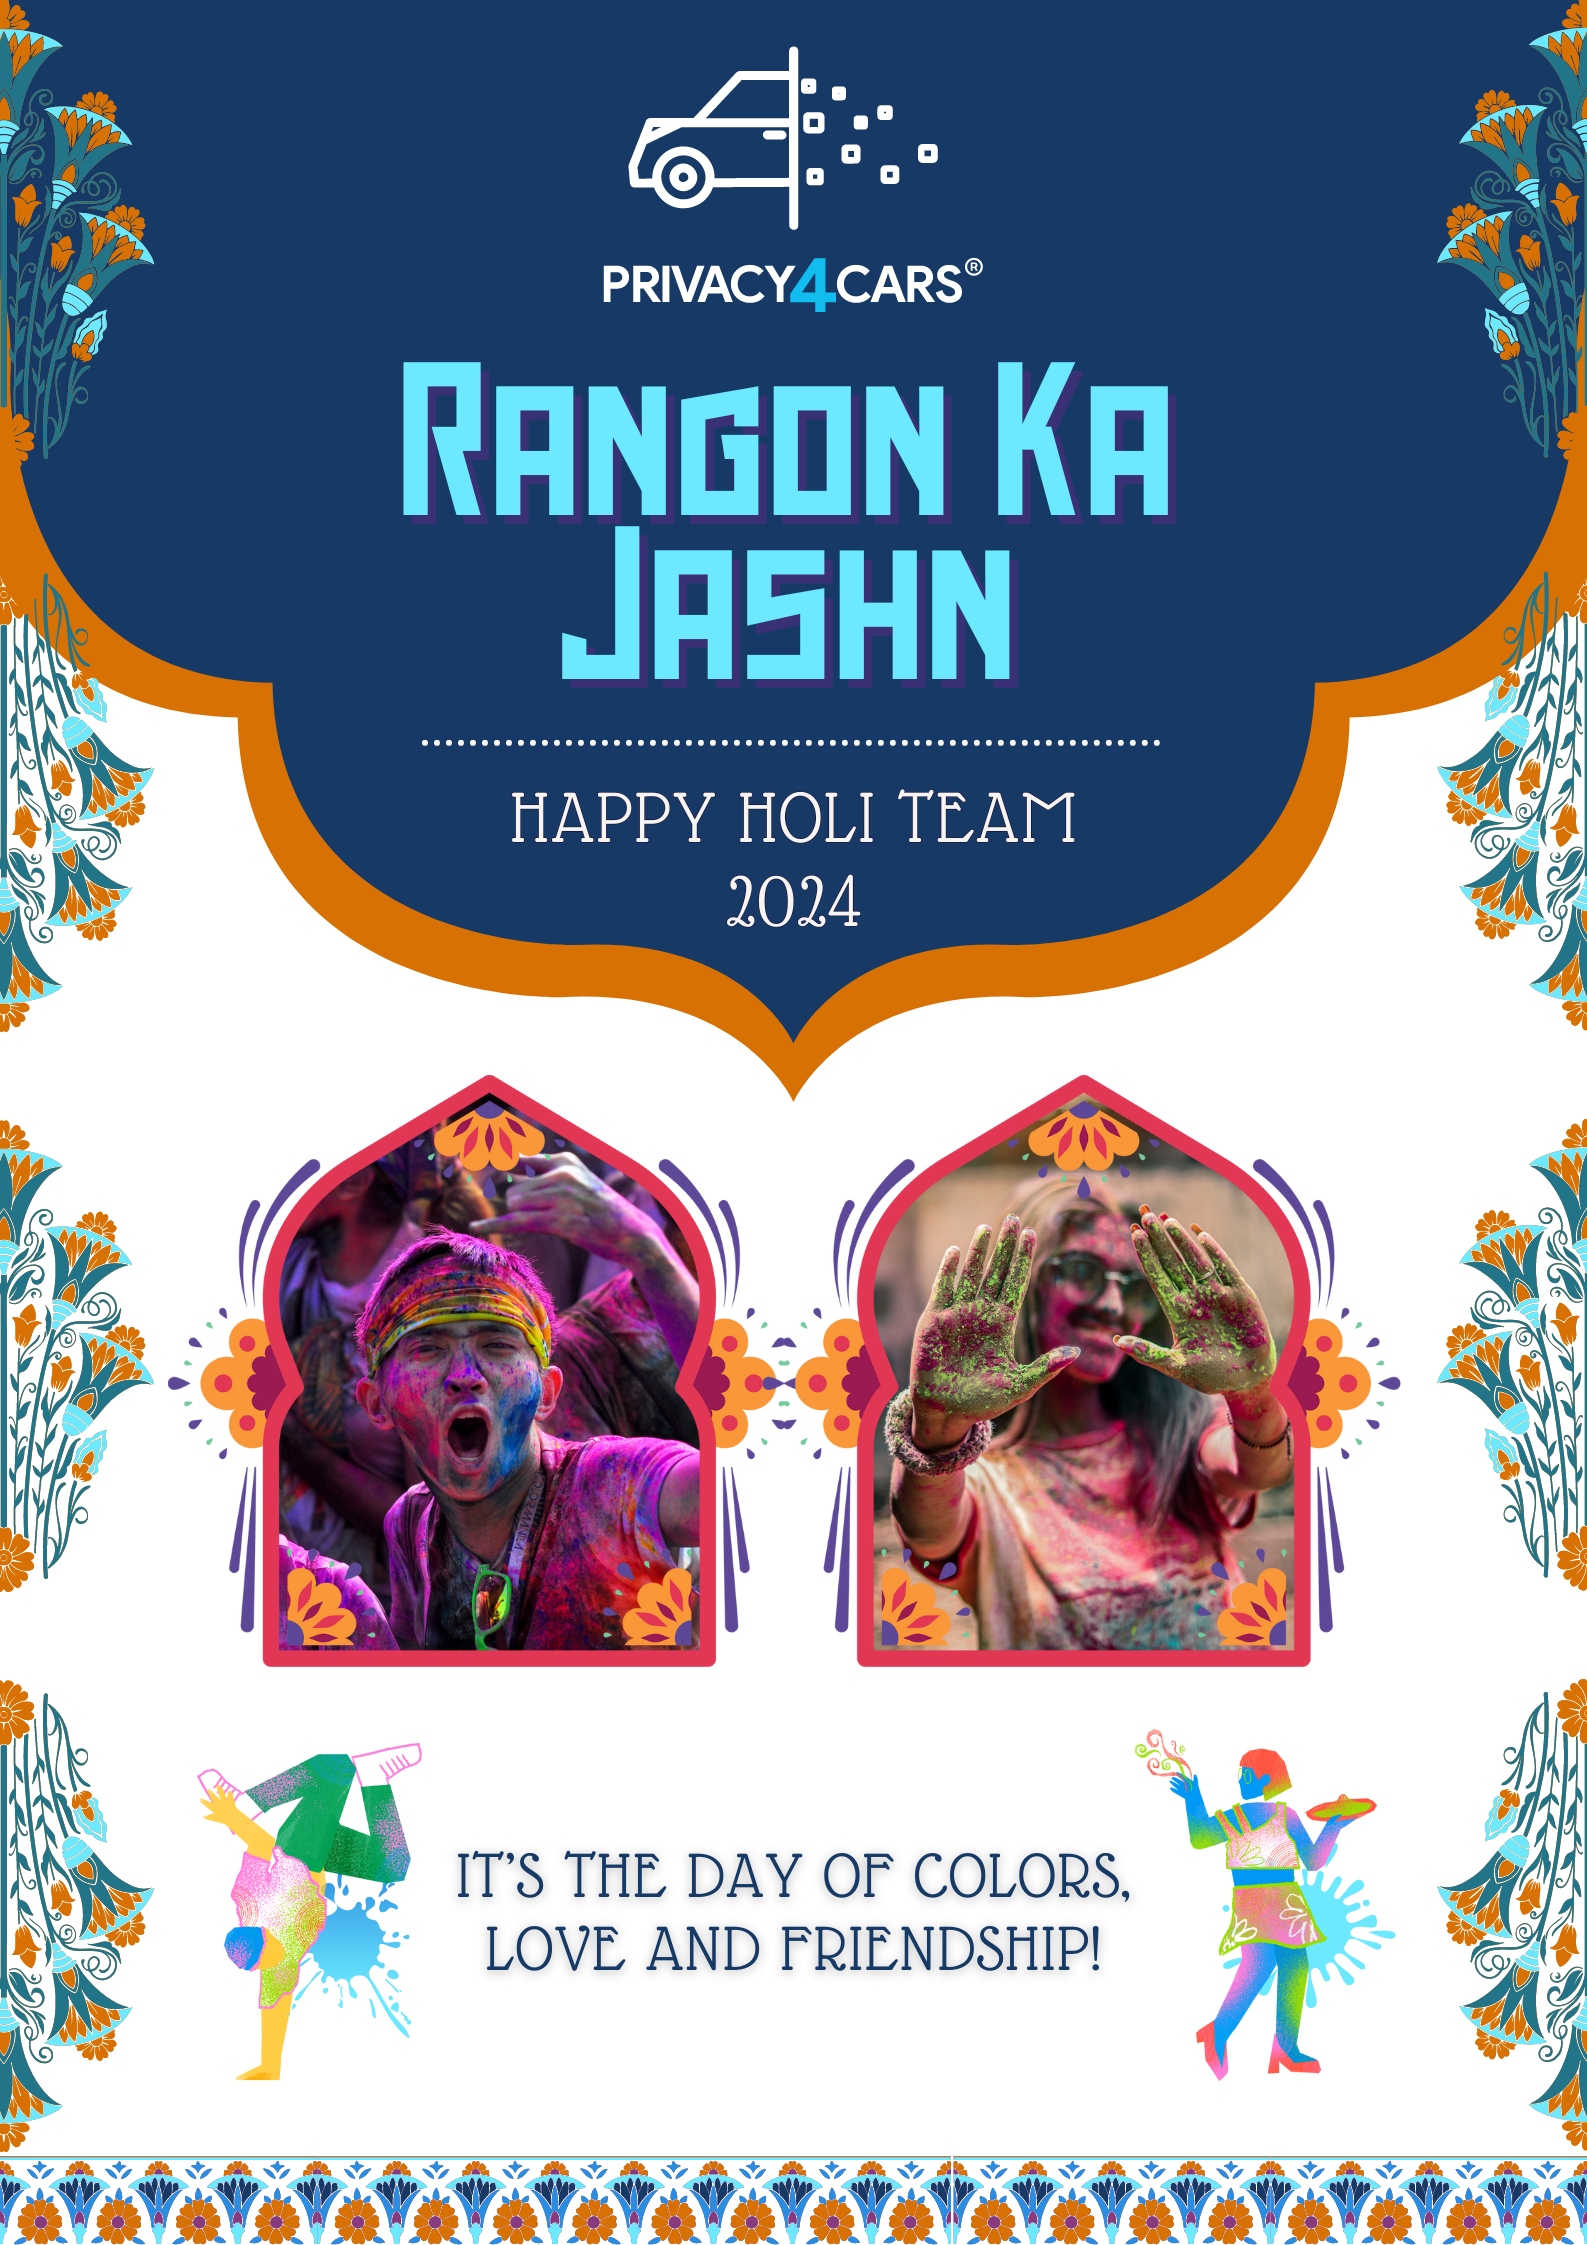 PRIVACY4CARS®
RANGON KA
JASHN
HAPPY HOLI TEAM
2024
IT'S THE DAY OF COLORS,
LOVE AND FRIENDSHIP!